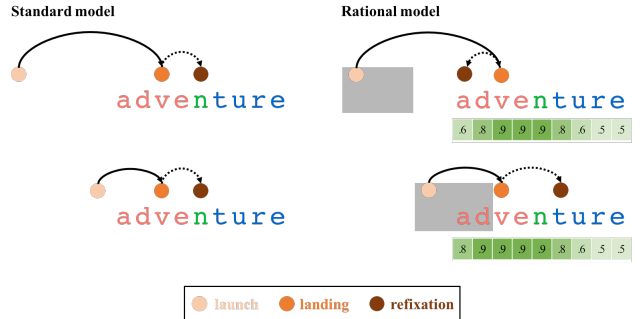 Standard model Rational model
adventure adventure
.6 .8 .9 .9 .9 .8 .6 .5 .5
adventure adventure
.8 .9 .9 .9 .9 .8 .6 .5 .5
launch landing refixation